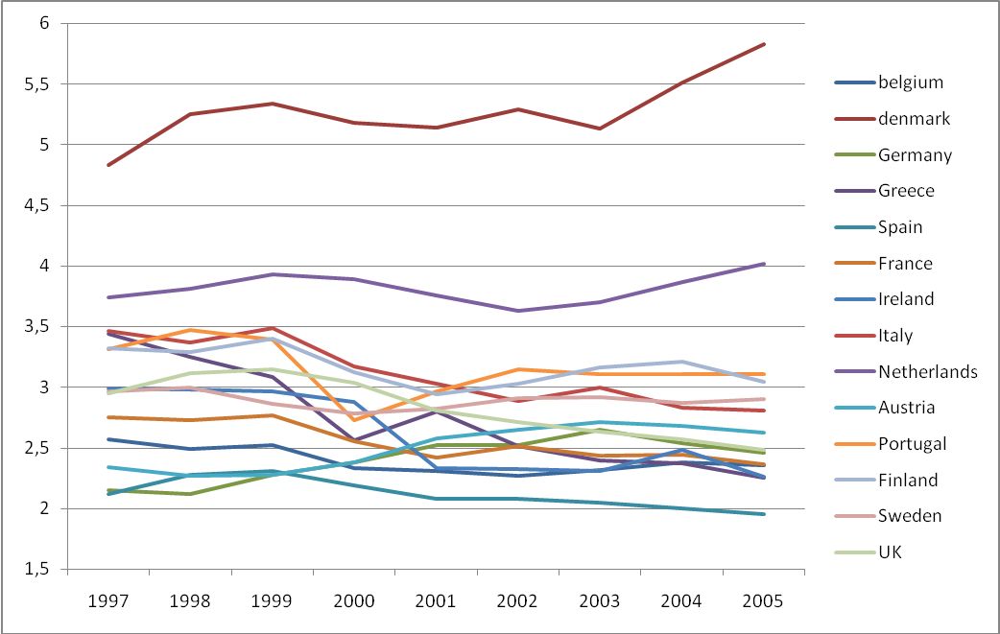 6
5,5
5
4,5
4
3,5
3
2,5
2
1,5
1997 1998 1999 2000 2001 2002 2003 2004 2005
belgium
denmark
Germany
Greece
Spain
France
Ireland
Italy
Netherlands
Austria
Portugal
Finland
Sweden
UK